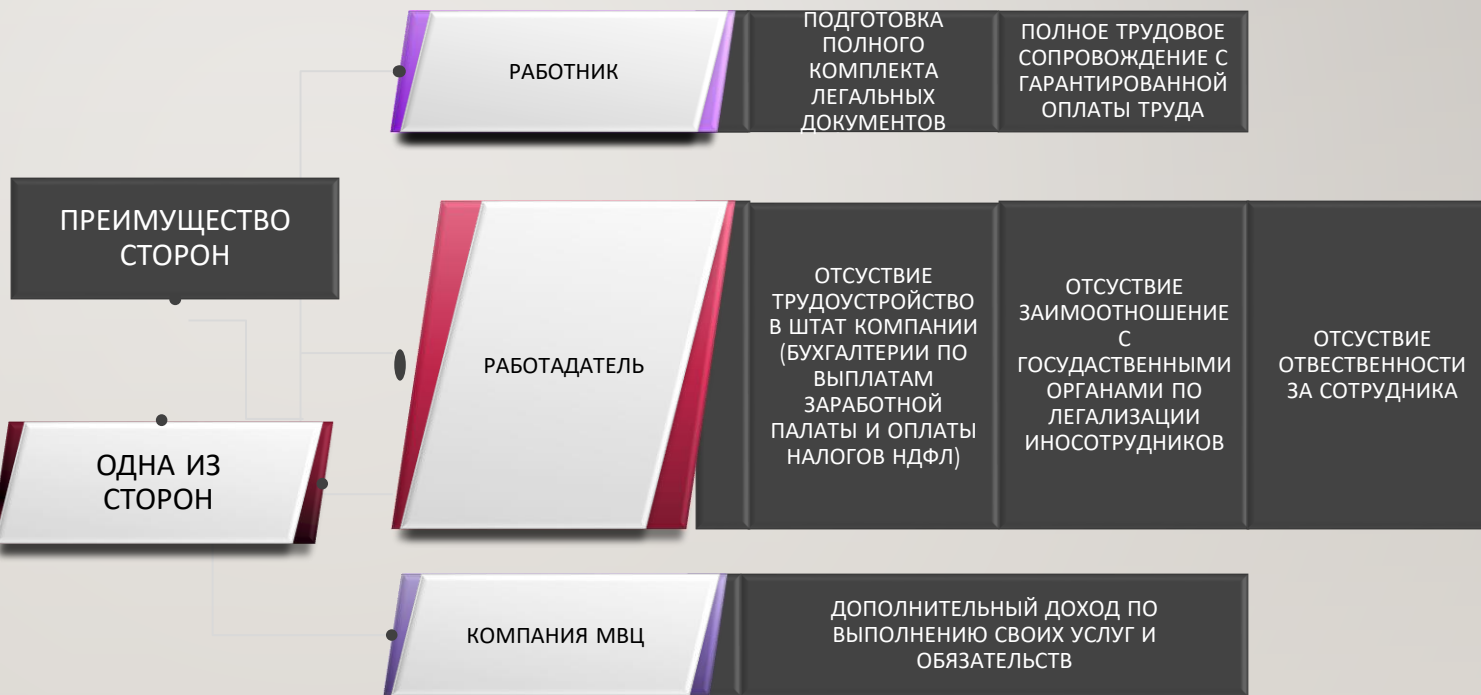 ПРЕИМУЩЕСТВО
СТОРОН
ОДНА ИЗ
СТОРОН
РАБОТНИК
ПОДГОТОВКА
ПОЛНОГО
КОМПЛЕКТА
ЛЕГАЛЬНЫХ
ДОКУМЕНТОВ
ПОЛНОЕ ТРУДОВОЕ
СОПРОВОЖДЕНИЕ С
ГАРАНТИРОВАННОЙ
ОПЛАТЫ ТРУДА
РАБОТАДАТЕЛЬ
ОТСУСТВИЕ
ТРУДОУСТРОЙСТВО
В ШТАТ КОМПАНИИ
(БУХГАЛТЕРИИ ПО
ВЫПЛАТАМ
ЗАРАБОТНОЙ
ПАЛАТЫ И ОПЛАТЫ
НАЛОГОВ НДФЛ)
ОТСУСТВИЕ
ЗАИМООТНОШЕНИЕ
С
ГОСУДАСТВЕННЫМИ
ОРГАНАМИ ПО
ЛЕГАЛИЗАЦИИ
ИНОСОТРУДНИКОВ
ОТСУСТВИЕ
ОТВЕСТВЕННОСТИ
ЗА СОТРУДНИКА
КОМПАНИЯ МВЦ
ДОПОЛНИТЕЛЬНЫЙ ДОХОД ПО
ВЫПОЛНЕНИЮ СВОИХ УСЛУГ И
ОБЯЗАТЕЛЬСТВ